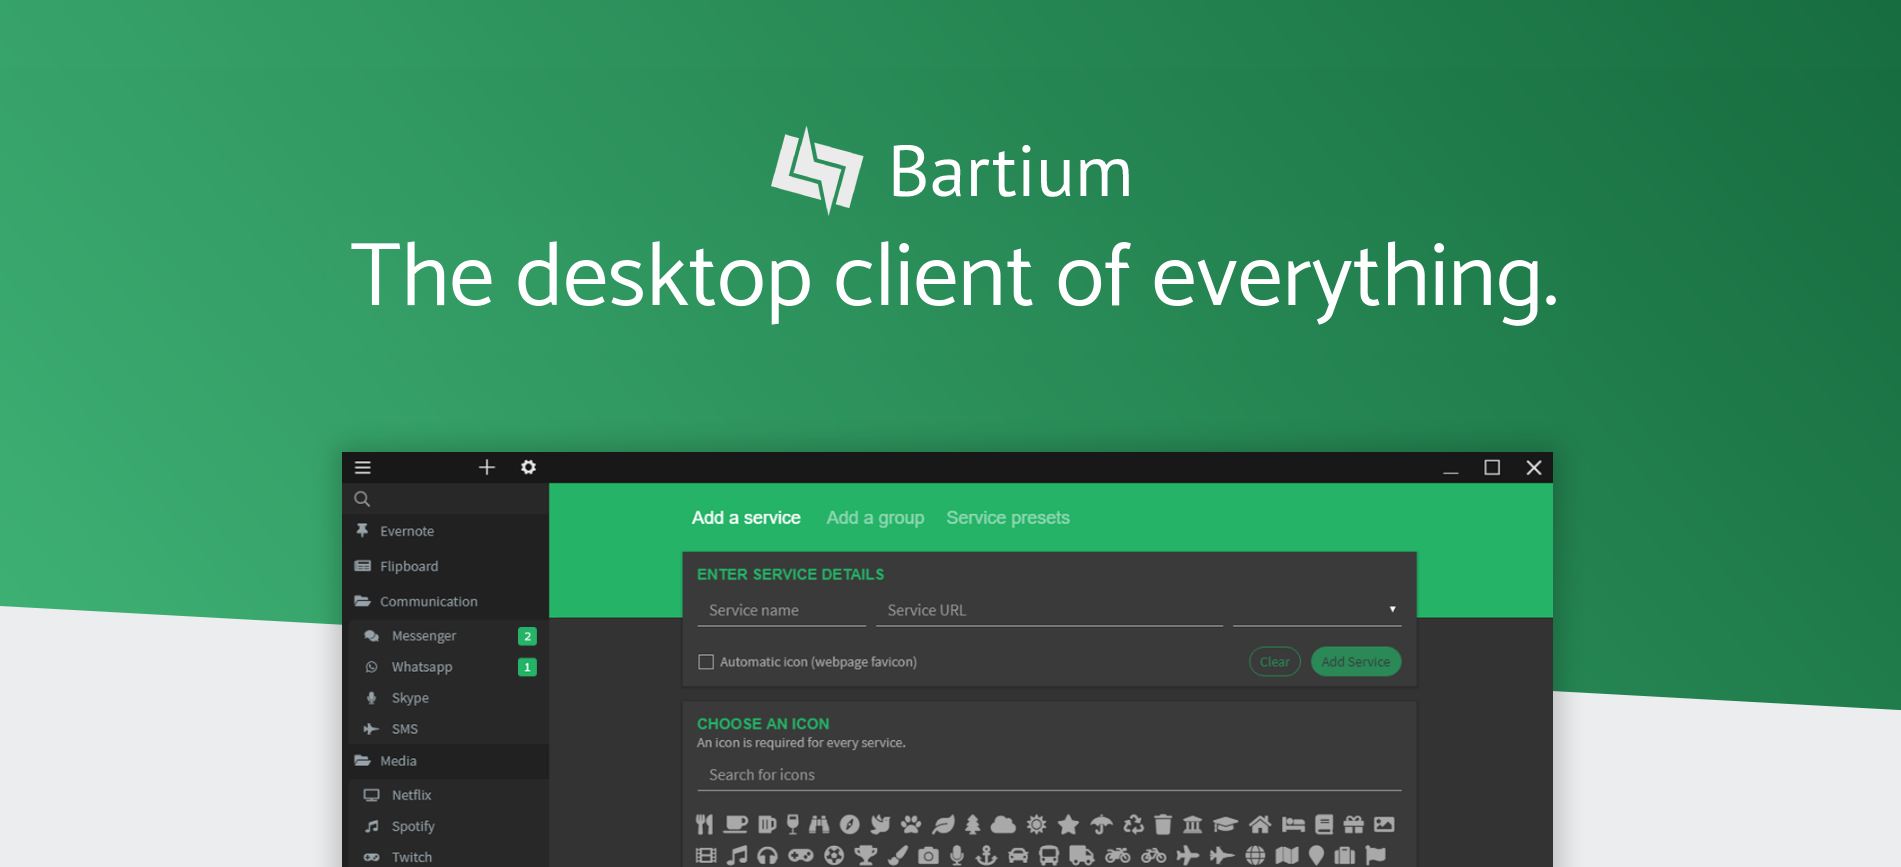 Bartium
The desktop client of everything.
Evernote
Flipboard
Communication
Messenger 2
Whatsapp 1
Skype
SMS
Media
Netflix
Spotify
Twitch
Add a service Add a group Service presets
ENTER SERVICE DETAILS
Service name Service URL
Automatic icon (webpage favicon) Clear Add Service
CHOOSE AN ICON
An icon is required for every service.
Search for icons